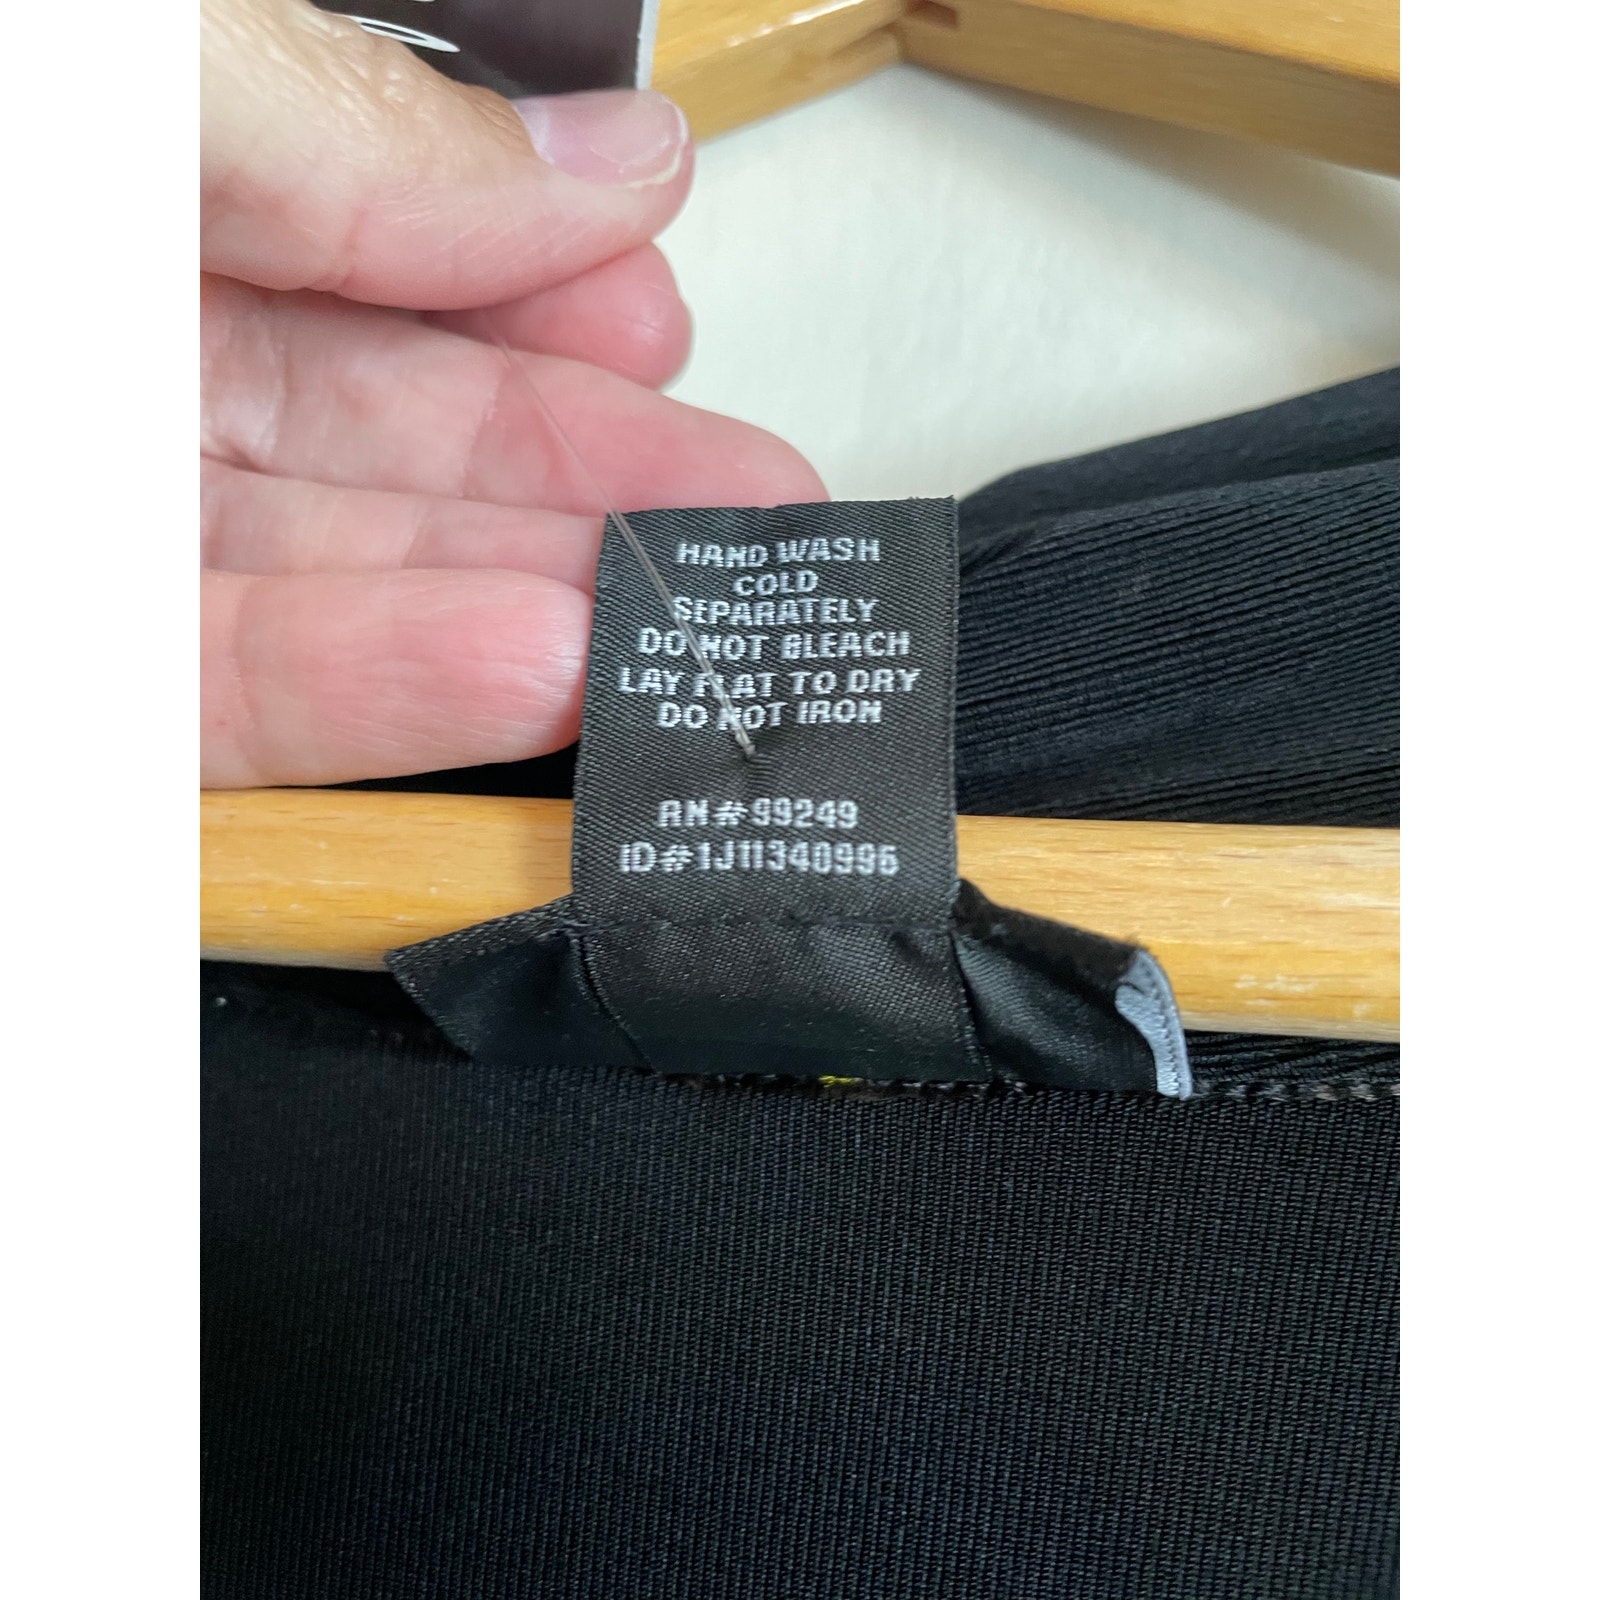 HAND WASH
COLD
SEPARATELY
DO NOT BLEACH
LAY FLAT TO DRY
DO NOT IRON
RN#99249
ID#1J11340996